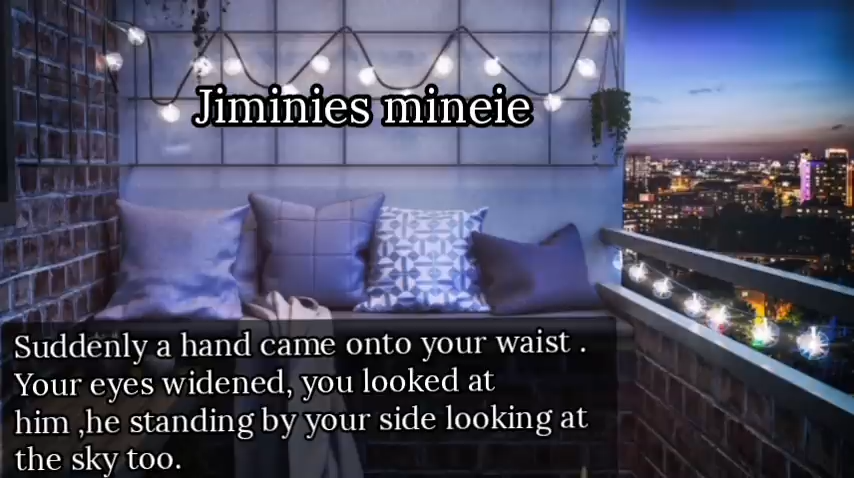 Jiminies mineie
Suddenly a hand came onto your waist .
Your eyes widened, you looked at
him ,he standing by your side looking at
the sky too.